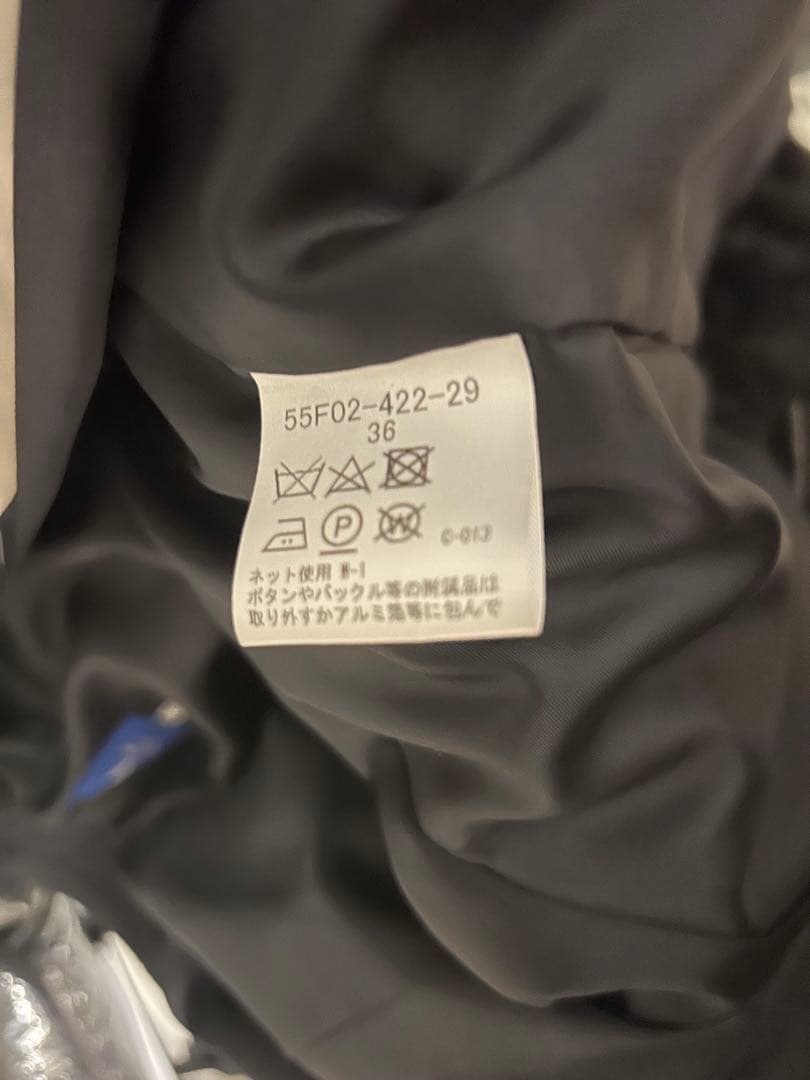 55F02-422-29
36
P
W
C-013
ネット使用 W-1
ボタンやバックル等の附属品は
取り外すかアルミ箔等に包んで